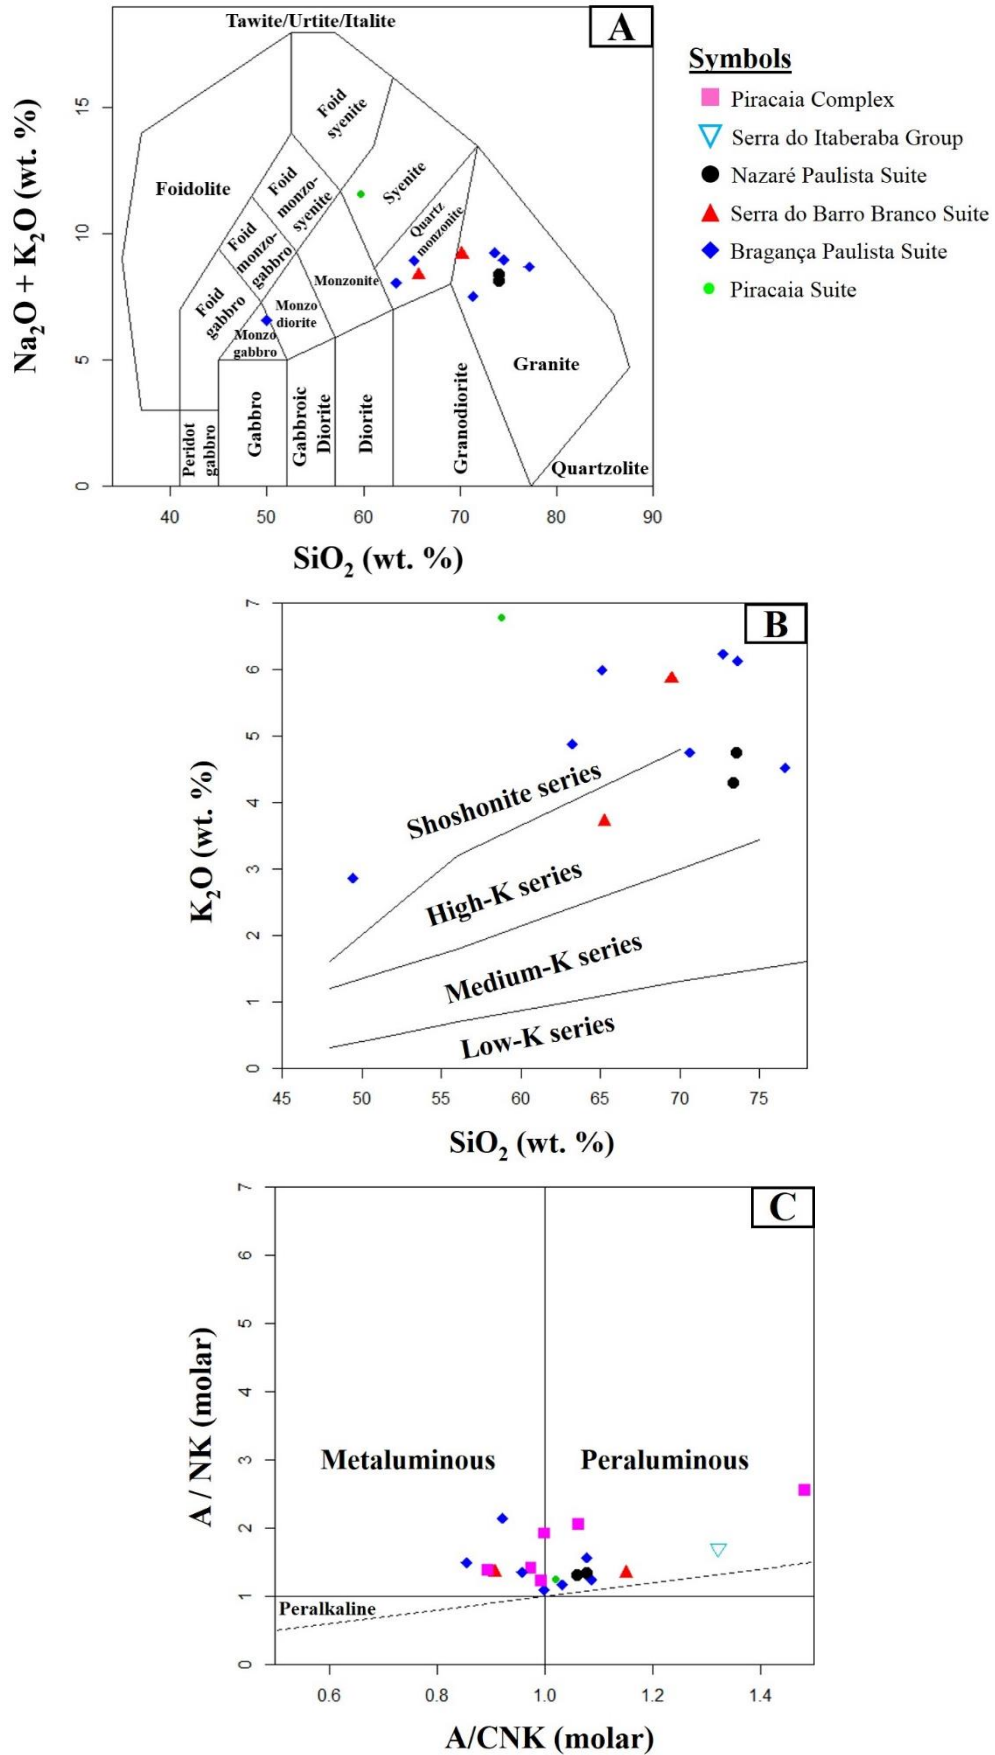 Tawite/Urtite/Italite
A
Na₂O + K₂O (wt. %)
15
10
5
0
Foidolite
Foid
syenite
Foid
monzo-
syenite
Foid
monzo-
gabbro
Foid
gabbro
Syenite
Quartz
monzonite
Monzonite
Monzo
diorite
Monzo
gabbro
Peridot
gabbro
Gabbro
Gabbroic
Diorite
Diorite
Granodiorite
Granite
Quartzolite
40 50 60 70 80 90
SiO₂ (wt. %)
Symbols
Piracaia Complex
Serra do Itaberaba Group
Nazaré Paulista Suite
Serra do Barro Branco Suite
Bragança Paulista Suite
Piracaia Suite
B
K₂O (wt. %)
7
6
5
4
3
2
1
0
Shoshonite series
High-K series
Medium-K series
Low-K series
45 50 55 60 65 70 75
SiO₂ (wt. %)
C
A / NK (molar)
7
6
5
4
3
2
1
0
Metaluminous
Peraluminous
Peralkaline
0.6 0.8 1.0 1.2 1.4
A/CNK (molar)